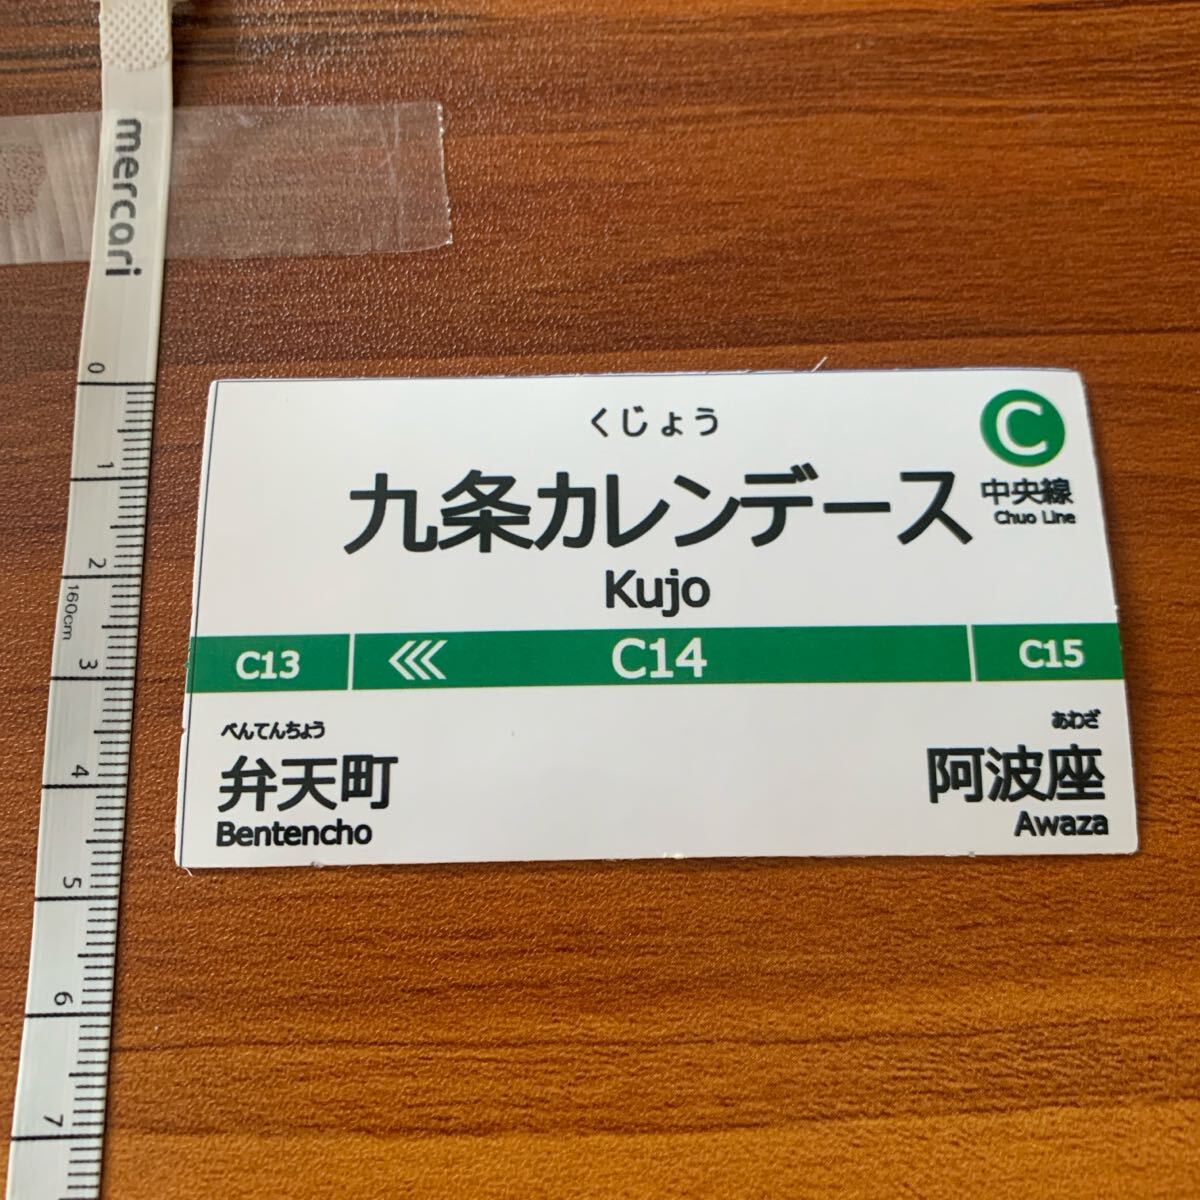 mercari
0
1
2
160cm
3
4
5
6
7
くじょう
九条カレンデース
Kujo
C
中央線
Chuo Line
C13
C14
C15
べんてんちょう
弁天町
Bentencho
あわざ
阿波座
Awaza